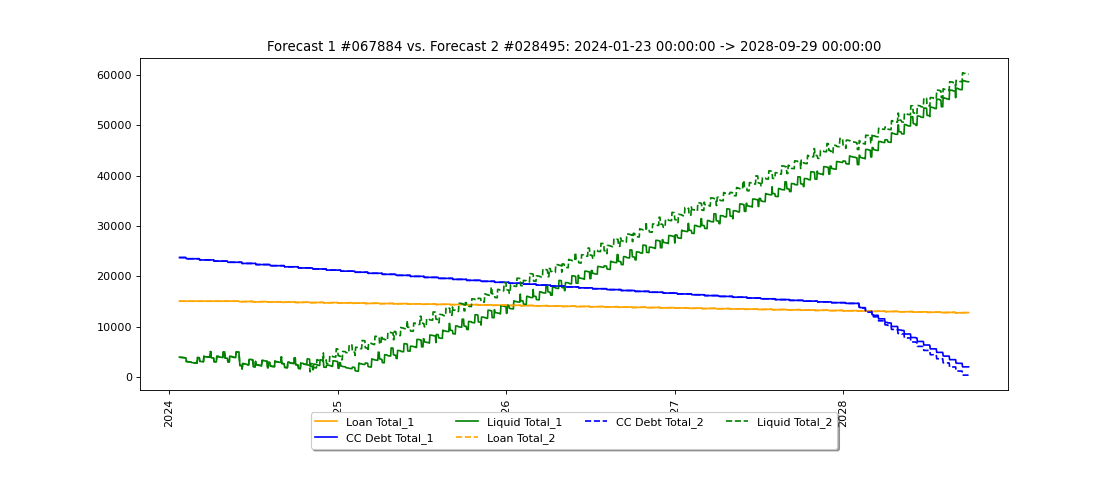 Forecast 1 #067884 vs. Forecast 2 #028495: 2024-01-23 00:00:00 -> 2028-09-29 00:00:00
60000
50000
40000
30000
20000
10000
0
2024
25
26
27
2028
Loan Total_1
CC Debt Total_1
Liquid Total_1
Loan Total_2
CC Debt Total_2
Liquid Total_2